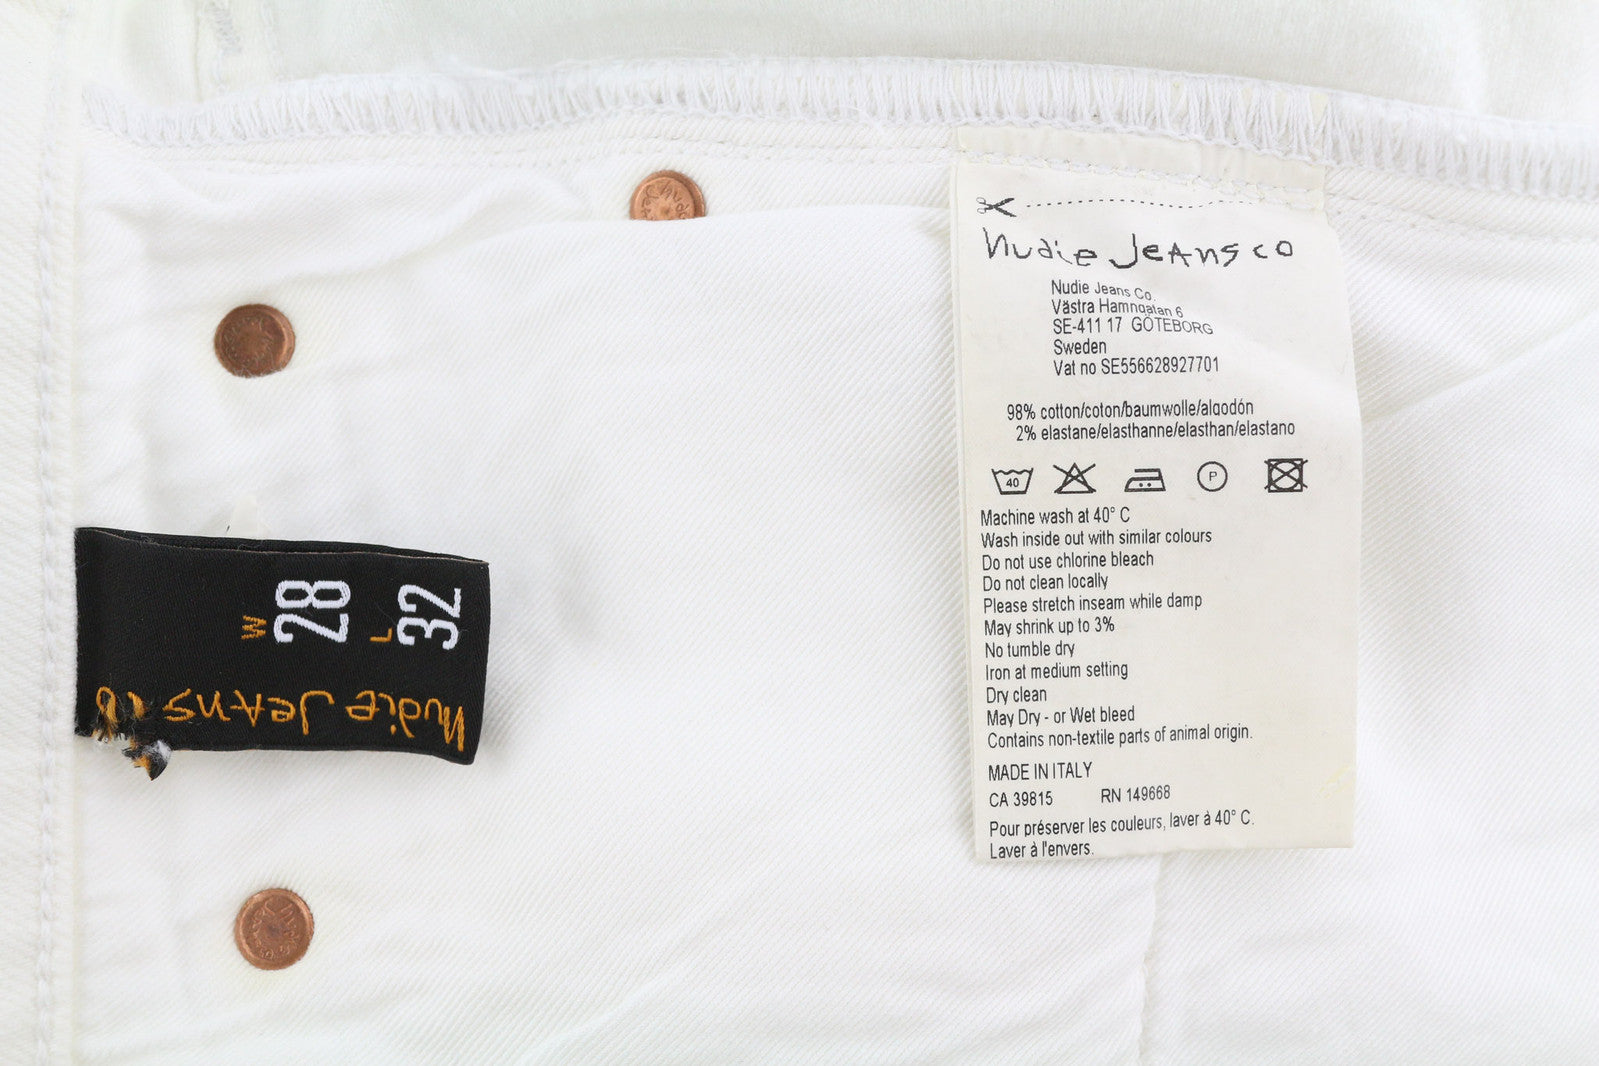 W
28
L
32
Nudie Jeans co
Nudie Jeans co
Nudie Jeans Co.
Västra Hamngatan 6
SE-411 17 GÖTEBORG
Sweden
Vat no SE556628927701
98% cotton/coton/baumwolle/algodón
2% elastane/elasthanne/elasthan/elastano
40
P
Machine wash at 40° C
Wash inside out with similar colours
Do not use chlorine bleach
Do not clean locally
Please stretch inseam while damp
May shrink up to 3%
No tumble dry
Iron at medium setting
Dry clean
May Dry - or Wet bleed
Contains non-textile parts of animal origin.
MADE IN ITALY
CA 39815 RN 149668
Pour préserver les couleurs, laver à 40° C.
Laver à l'envers.